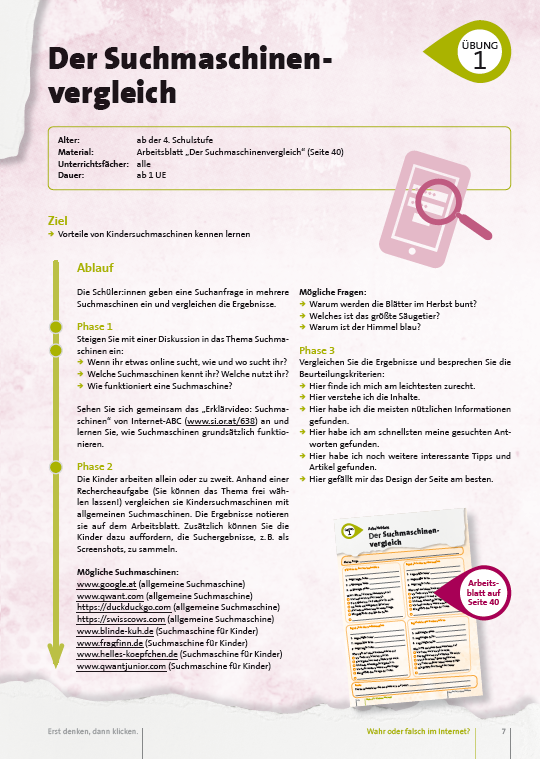 Der Suchmaschinen-
vergleich
ÜBUNG
1
Alter: ab der 4. Schulstufe
Material: Arbeitsblatt „Der Suchmaschinenvergleich“ (Seite 40)
Unterrichtsfächer: alle
Dauer: ab 1 UE
Ziel
➔ Vorteile von Kindersuchmaschinen kennen lernen
Ablauf
Die Schüler:innen geben eine Suchanfrage in mehrere
Suchmaschinen ein und vergleichen die Ergebnisse.
Phase 1
Steigen Sie mit einer Diskussion in das Thema Suchma-
schinen ein:
➔ Wenn ihr etwas online sucht, wie und wo sucht ihr?
➔ Welche Suchmaschinen kennt ihr? Welche nutzt ihr?
➔ Wie funktioniert eine Suchmaschine?
Sehen Sie sich gemeinsam das „Erklärvideo: Suchma-
schinen“ von Internet-ABC (www.si.or.at/638) an und
lernen Sie, wie Suchmaschinen grundsätzlich funktio-
nieren.
Phase 2
Die Kinder arbeiten allein oder zu zweit. Anhand einer
Rechercheaufgabe (Sie können das Thema frei wäh-
len lassen!) vergleichen sie Kindersuchmaschinen mit
allgemeinen Suchmaschinen. Die Ergebnisse notieren
sie auf dem Arbeitsblatt. Zusätzlich können Sie die
Kinder dazu auffordern, die Suchergebnisse, z. B. als
Screenshots, zu sammeln.
Mögliche Suchmaschinen:
www.google.at (allgemeine Suchmaschine)
www.qwant.com (allgemeine Suchmaschine)
https://duckduckgo.com (allgemeine Suchmaschine)
https://swisscows.com (allgemeine Suchmaschine)
www.blinde-kuh.de (Suchmaschine für Kinder)
www.fragfinn.de (Suchmaschine für Kinder)
www.helles-koepfchen.de (Suchmaschine für Kinder)
www.qwantjunior.com (Suchmaschine für Kinder)
Mögliche Fragen:
➔ Warum werden die Blätter im Herbst bunt?
➔ Welches ist das größte Säugetier?
➔ Warum ist der Himmel blau?
Phase 3
Vergleichen Sie die Ergebnisse und besprechen Sie die
Beurteilungskriterien:
➔ Hier finde ich mich am leichtesten zurecht.
➔ Hier verstehe ich die Inhalte.
➔ Hier habe ich die meisten nützlichen Informationen
gefunden.
➔ Hier habe ich am schnellsten meine gesuchten Ant-
worten gefunden.
➔ Hier habe ich noch weitere interessante Tipps und
Artikel gefunden.
➔ Hier gefällt mir das Design der Seite am besten.
Arbeitsblatt
Der Suchmaschinen-
vergleich
Arbeits-
blatt auf
Seite 40
Erst denken, dann klicken.
Wahr oder falsch im Internet?
7